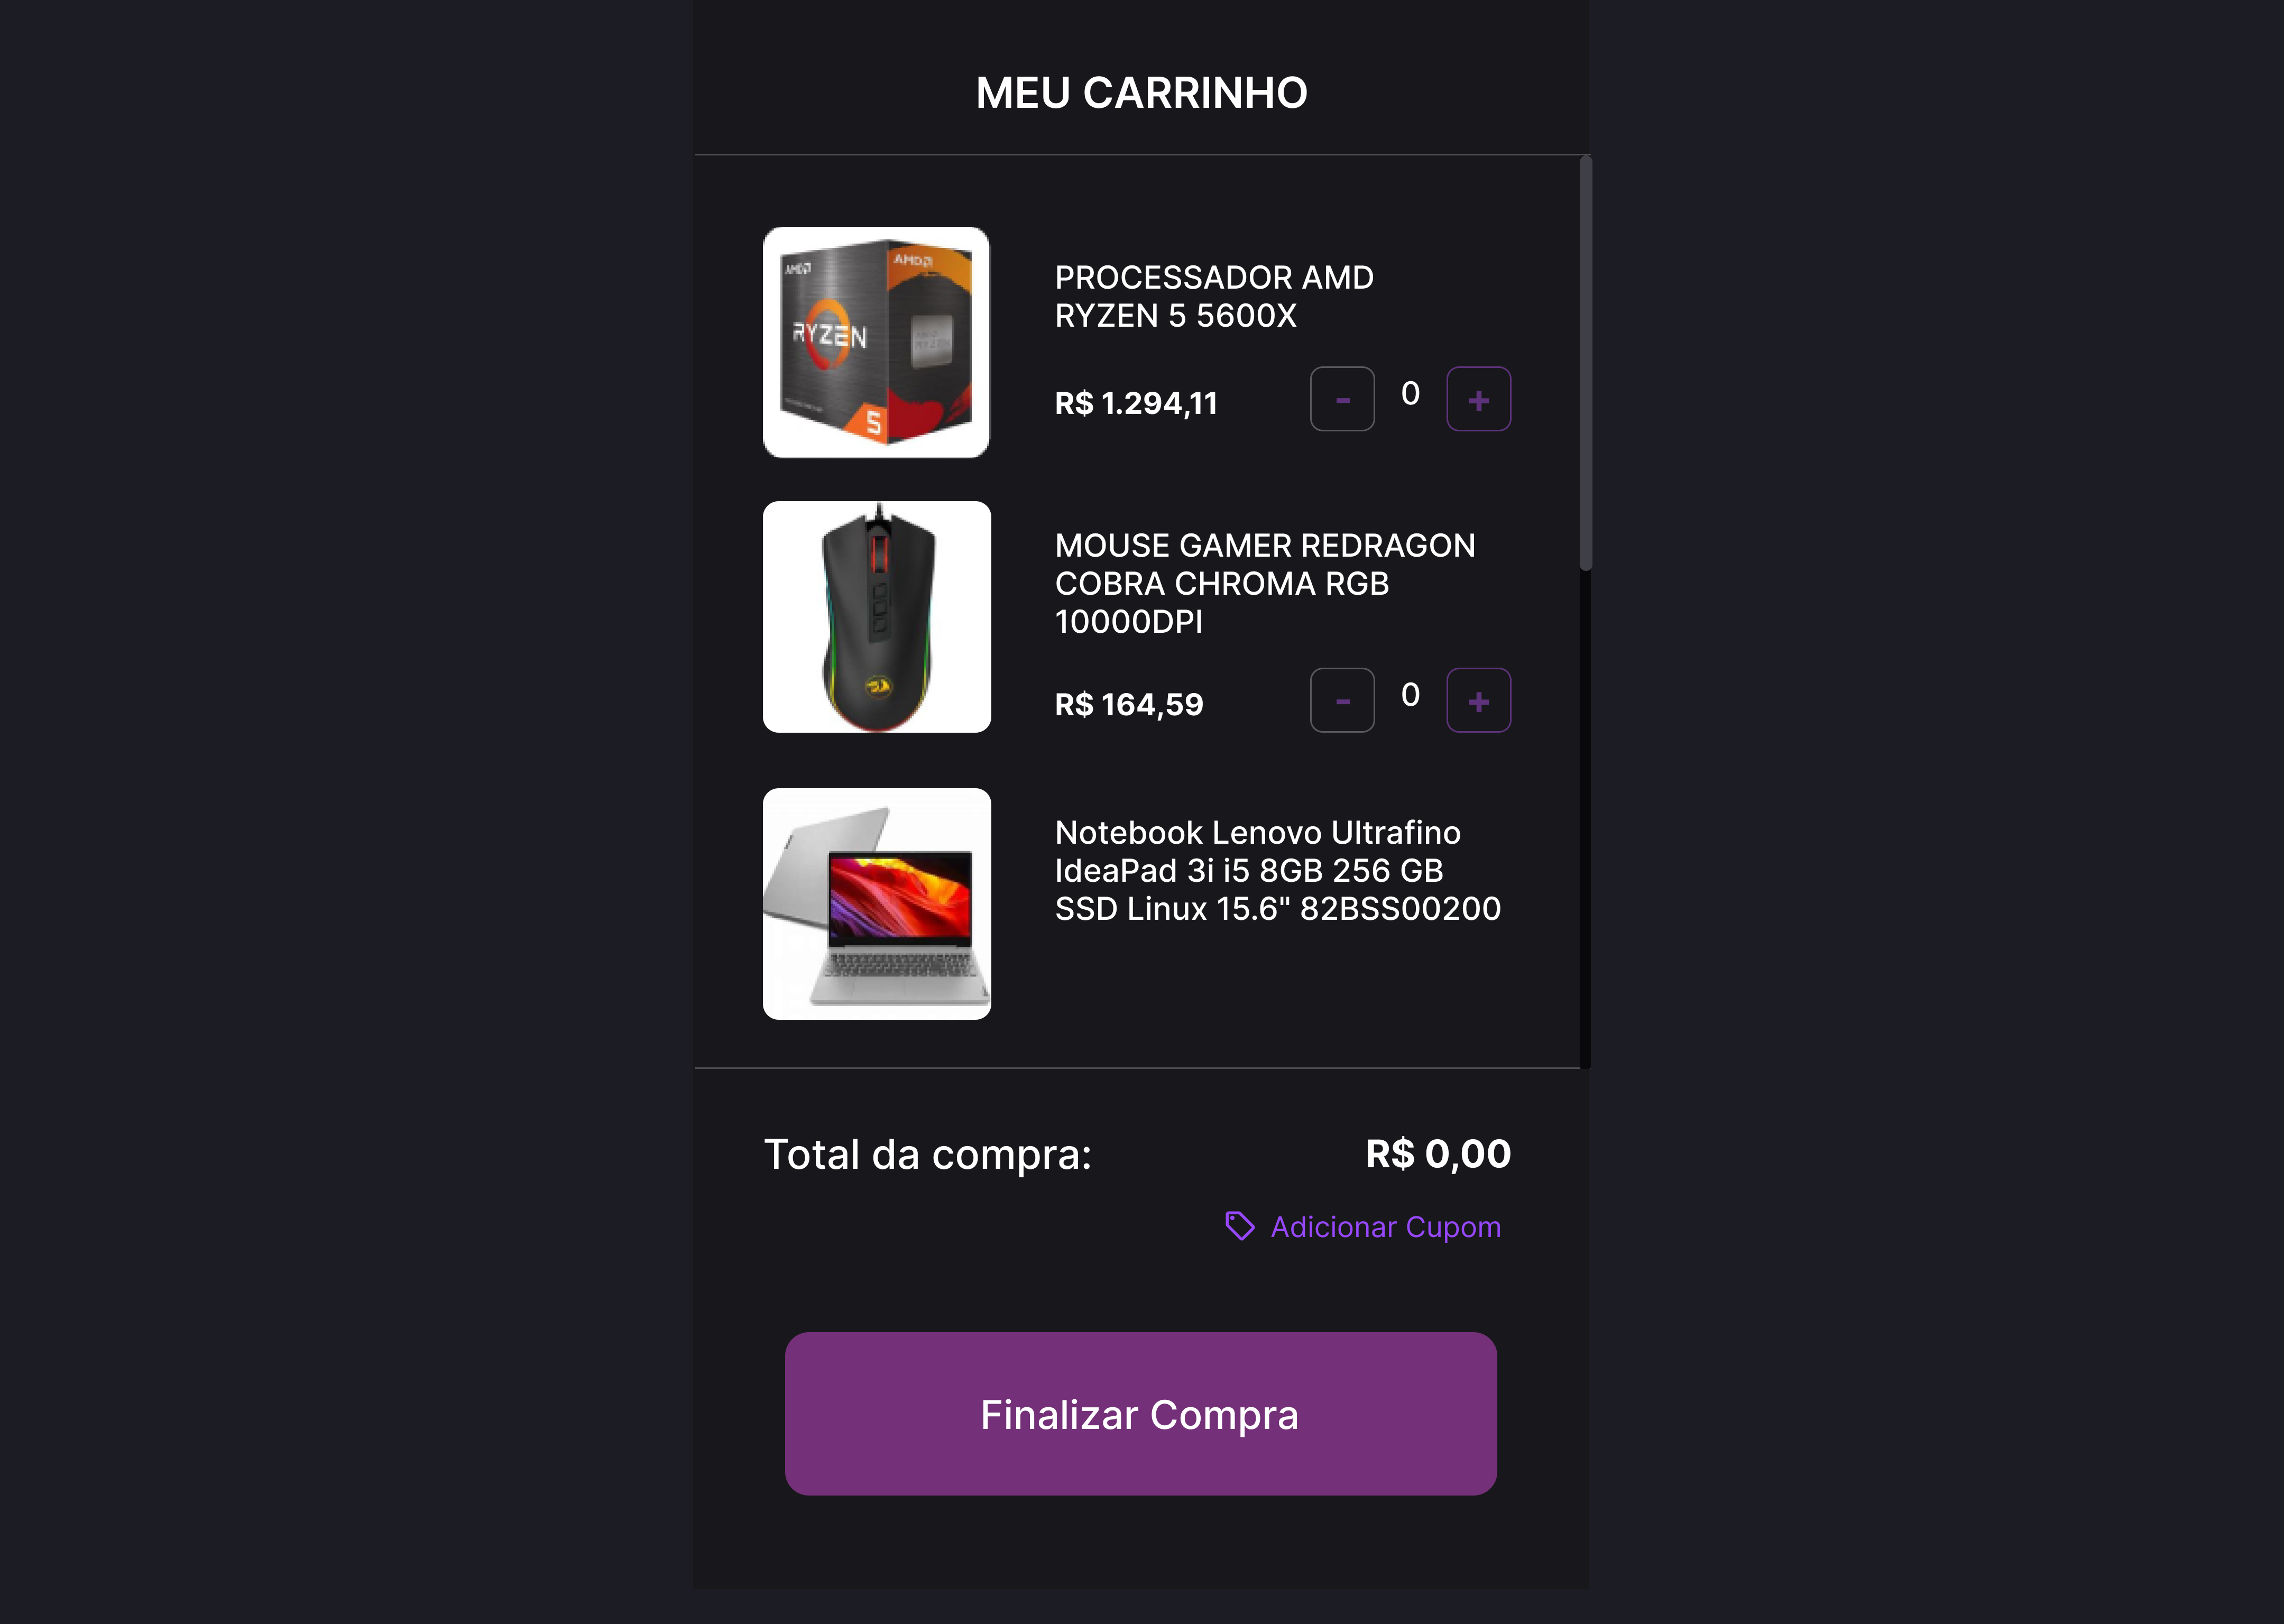 MEU CARRINHO
AMD
AMD
RYZEN
5
PROCESSADOR AMD
RYZEN 5 5600X
R$ 1.294,11
- 0 +
MOUSE GAMER REDRAGON
COBRA CHROMA RGB
10000DPI
R$ 164,59
- 0 +
Notebook Lenovo Ultrafino
IdeaPad 3i i5 8GB 256 GB
SSD Linux 15.6" 82BSS00200
Total da compra: R$ 0,00
Adicionar Cupom
Finalizar Compra